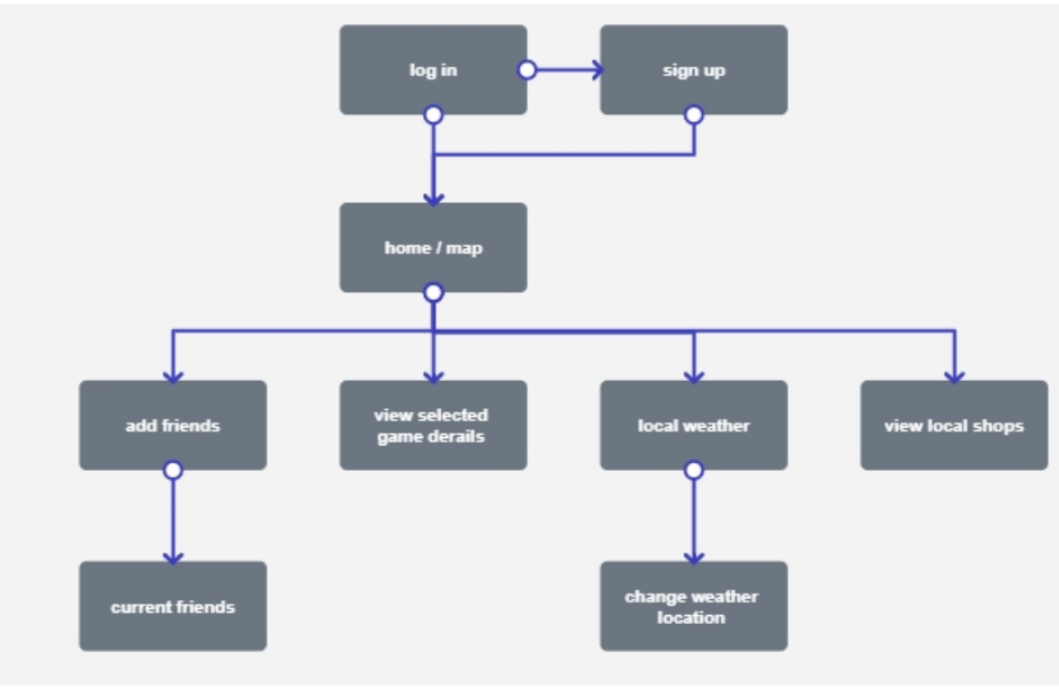 log in
sign up
home / map
add friends
view selected
game derails
local weather
view local shops
current friends
change weather
location